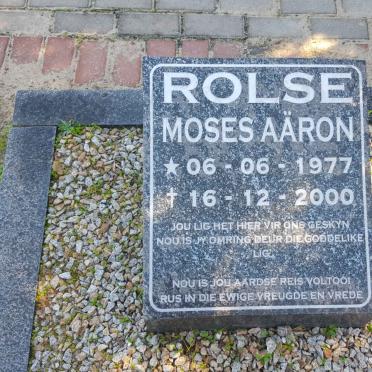 ROLSE
MOSES AÄRON
★ 06 - 06 - 1977
† 16 - 12 - 2000
JOU LIG HET HIER VIR ONS GESKYN
NOU IS JY OMRING DEUR DIE GODDELIKE
LIG.
NOU IS JOU AARDSE REIS VOLTOOI
RUS IN DIE EWIGE VREUGDE EN VREDE